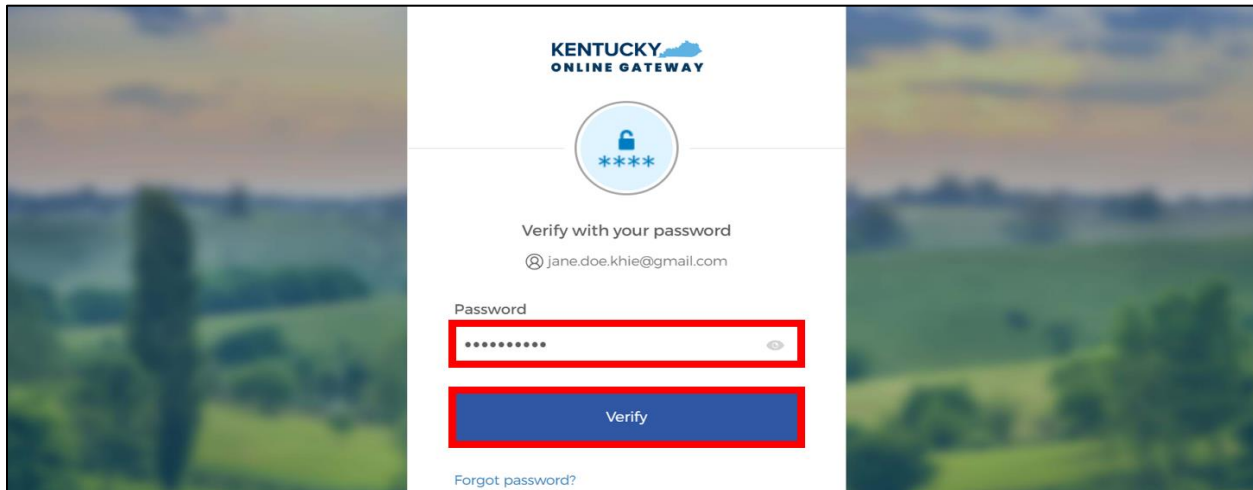 KENTUCKY
ONLINE GATEWAY
****
Verify with your password
jane.doe.khie@gmail.com
Password
••••••••••
Verify
Forgot password?